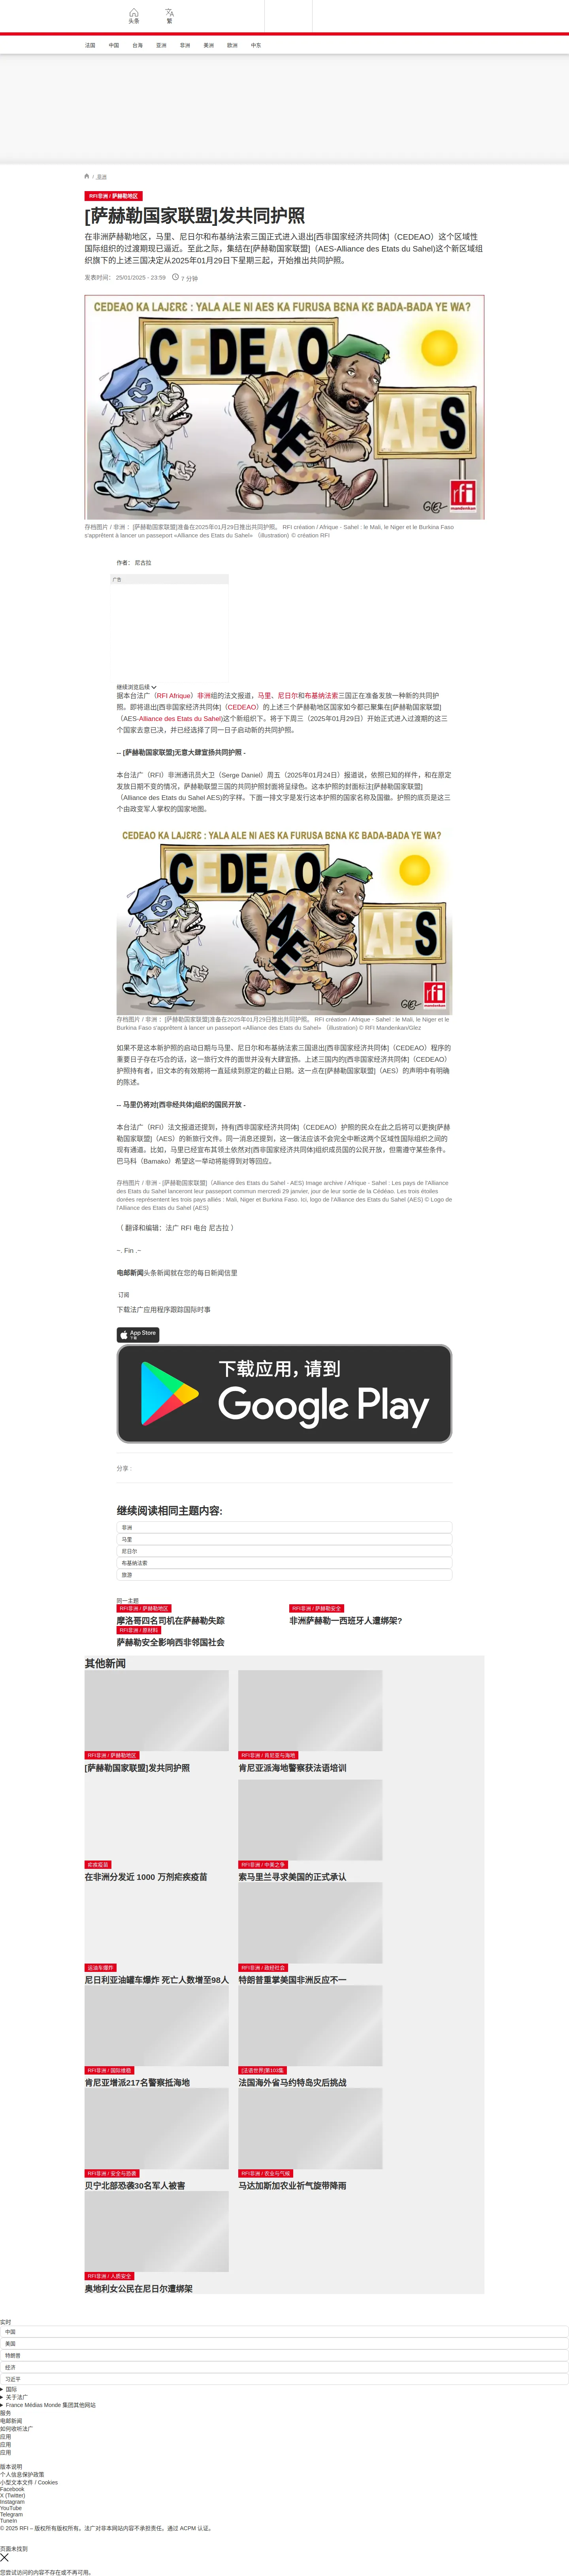 头条
繁
法国 中国 台海 亚洲 非洲 美洲 欧洲 中东
/ 非洲
RFI非洲 / 萨赫勒地区
[萨赫勒国家联盟]发共同护照
在非洲萨赫勒地区，马里、尼日尔和布基纳法索三国正式进入退出[西非国家经济共同体]（CEDEAO）这个区域性
国际组织的过渡期现已逼近。至此之际，集结在[萨赫勒国家联盟]（AES-Alliance des Etats du Sahel)这个新区域组
织旗下的上述三国决定从2025年01月29日下星期三起，开始推出共同护照。
发表时间： 25/01/2025 - 23:59 7 分钟
CEDEAO KA LAJƐRƐ : YALA ALE NI AES KA FURUSA BƐNA KƐ BADA-BADA YE WA?
CEDEAO
AES
AES
GLEZ
rfi
mandenkan
存档图片 / 非洲： [萨赫勒国家联盟]准备在2025年01月29日推出共同护照。 RFI création / Afrique - Sahel : le Mali, le Niger et le Burkina Faso
s'apprêtent à lancer un passeport «Alliance des Etats du Sahel» （illustration) © création RFI
作者： 尼古拉
广告
继续浏览后续
据本台法广（RFI Afrique）非洲组的法文报道，马里、尼日尔和布基纳法索三国正在准备发放一种新的共同护
照。即将退出[西非国家经济共同体]（CEDEAO）的上述三个萨赫勒地区国家如今都已聚集在[萨赫勒国家联盟]
（AES-Alliance des Etats du Sahel)这个新组织下。将于下周三（2025年01月29日）开始正式进入过渡期的这三
个国家去意已决，并已经选择了同一日子启动新的共同护照。
-- [萨赫勒国家联盟]无意大肆宣扬共同护照 -
本台法广（RFI）非洲通讯员大卫（Serge Daniel）周五（2025年01月24日）报道说，依照已知的样件，和在原定
发放日期不变的情况，萨赫勒联盟三国的共同护照封面将呈绿色。这本护照的封面标注[萨赫勒国家联盟]
（Alliance des Etats du Sahel AES)的字样。下面一排文字是发行这本护照的国家名称及国徽。护照的底页是这三
个由政变军人掌权的国家地图。
CEDEAO KA LAJƐRƐ : YALA ALE NI AES KA FURUSA BƐNA KƐ BADA-BADA YE WA?
CEDEAO
AES
AES
GLEZ
rfi
mandenkan
存档图片 / 非洲： [萨赫勒国家联盟]准备在2025年01月29日推出共同护照。 RFI création / Afrique - Sahel : le Mali, le Niger et le
Burkina Faso s'apprêtent à lancer un passeport «Alliance des Etats du Sahel» （illustration) © RFI Mandenkan/Glez
如果不是这本新护照的启动日期与马里、尼日尔和布基纳法索三国退出[西非国家经济共同体]（CEDEAO）程序的
重要日子存在巧合的话，这一旅行文件的面世并没有大肆宣扬。上述三国内的[西非国家经济共同体]（CEDEAO）
护照持有者，旧文本的有效期将一直延续到原定的截止日期。这一点在[萨赫勒国家联盟]（AES）的声明中有明确
的陈述。
-- 马里仍将对[西非经共体]组织的国民开放 -
本台法广（RFI）法文报道还提到，持有[西非国家经济共同体]（CEDEAO）护照的民众在此之后将可以更换[萨赫
勒国家联盟]（AES）的新旅行文件。同一消息还提到，这一做法应该不会完全中断这两个区域性国际组织之间的
现有通道。比如，马里已经宣布其领土依然对[西非国家经济共同体]组织成员国的公民开放，但需遵守某些条件。
巴马科（Bamako）希望这一举动将能得到对等回应。
存档图片 / 非洲 - [萨赫勒国家联盟]（Alliance des Etats du Sahel - AES) Image archive / Afrique - Sahel : Les pays de l'Alliance
des Etats du Sahel lanceront leur passeport commun mercredi 29 janvier, jour de leur sortie de la Cédéao. Les trois étoiles
dorées représentent les trois pays alliés : Mali, Niger et Burkina Faso. Ici, logo de l'Alliance des Etats du Sahel (AES) © Logo de
l'Alliance des Etats du Sahel (AES)
（ 翻译和编辑：法广 RFI 电台 尼古拉 ）
~. Fin .~
电邮新闻头条新闻就在您的每日新闻信里
订阅
下载法广应用程序跟踪国际时事
App Store
下载
下载应用，请到
Google Play
分享 :
继续阅读相同主题内容:
非洲
马里
尼日尔
布基纳法索
旅游
同一主题
RFI非洲 / 萨赫勒地区
摩洛哥四名司机在萨赫勒失踪
RFI非洲 / 萨赫勒安全
非洲萨赫勒一西班牙人遭绑架?
RFI非洲 / 原材料
萨赫勒安全影响西非邻国社会
其他新闻
RFI非洲 / 萨赫勒地区
[萨赫勒国家联盟]发共同护照
RFI非洲 / 肯尼亚与海地
肯尼亚派海地警察获法语培训
疟疾疫苗
在非洲分发近 1000 万剂疟疾疫苗
RFI非洲 / 中美之争
索马里兰寻求美国的正式承认
运油车爆炸
尼日利亚油罐车爆炸 死亡人数增至98人
RFI非洲 / 政经社会
特朗普重掌美国非洲反应不一
RFI非洲 / 国际维稳
肯尼亚增派217名警察抵海地
[法语世界]第103集
法国海外省马约特岛灾后挑战
RFI非洲 / 安全与恐袭
贝宁北部恐袭30名军人被害
RFI非洲 / 农业与气候
马达加斯加农业祈气旋带降雨
RFI非洲 / 人质安全
奥地利女公民在尼日尔遭绑架
实时
中国
美国
特朗普
经济
习近平
国际
关于法广
France Médias Monde 集团其他网站
服务
电邮新闻
如何收听法广
应用
应用
应用
版本说明
个人信息保护政策
小型文本文件 / Cookies
Facebook
X (Twitter)
Instagram
YouTube
Telegram
TuneIn
© 2025 RFI – 版权所有版权所有。法广对非本网站内容不承担责任。通过 ACPM 认证。
页面未找到
您尝试访问的内容不存在或不再可用。